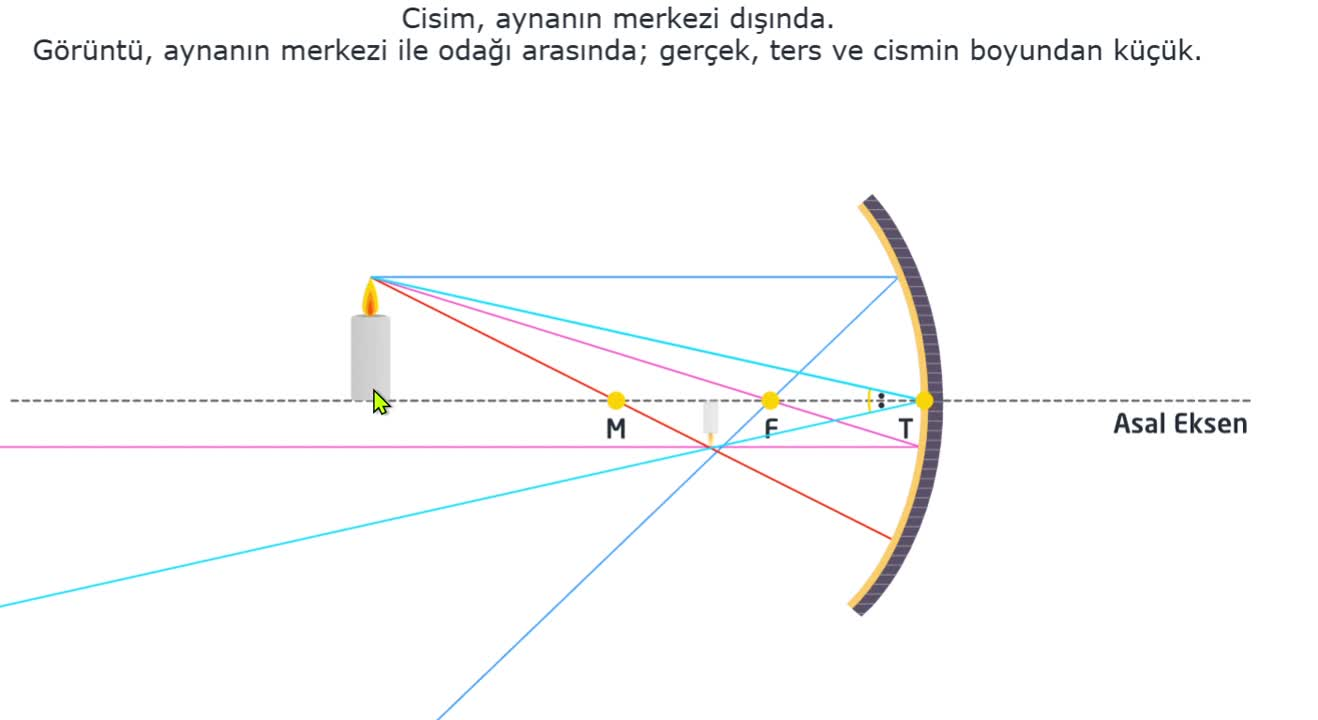 Cisim, aynanın merkezi dışında.
Görüntü, aynanın merkezi ile odağı arasında; gerçek, ters ve cismin boyundan küçük.
M
F
T
Asal Eksen